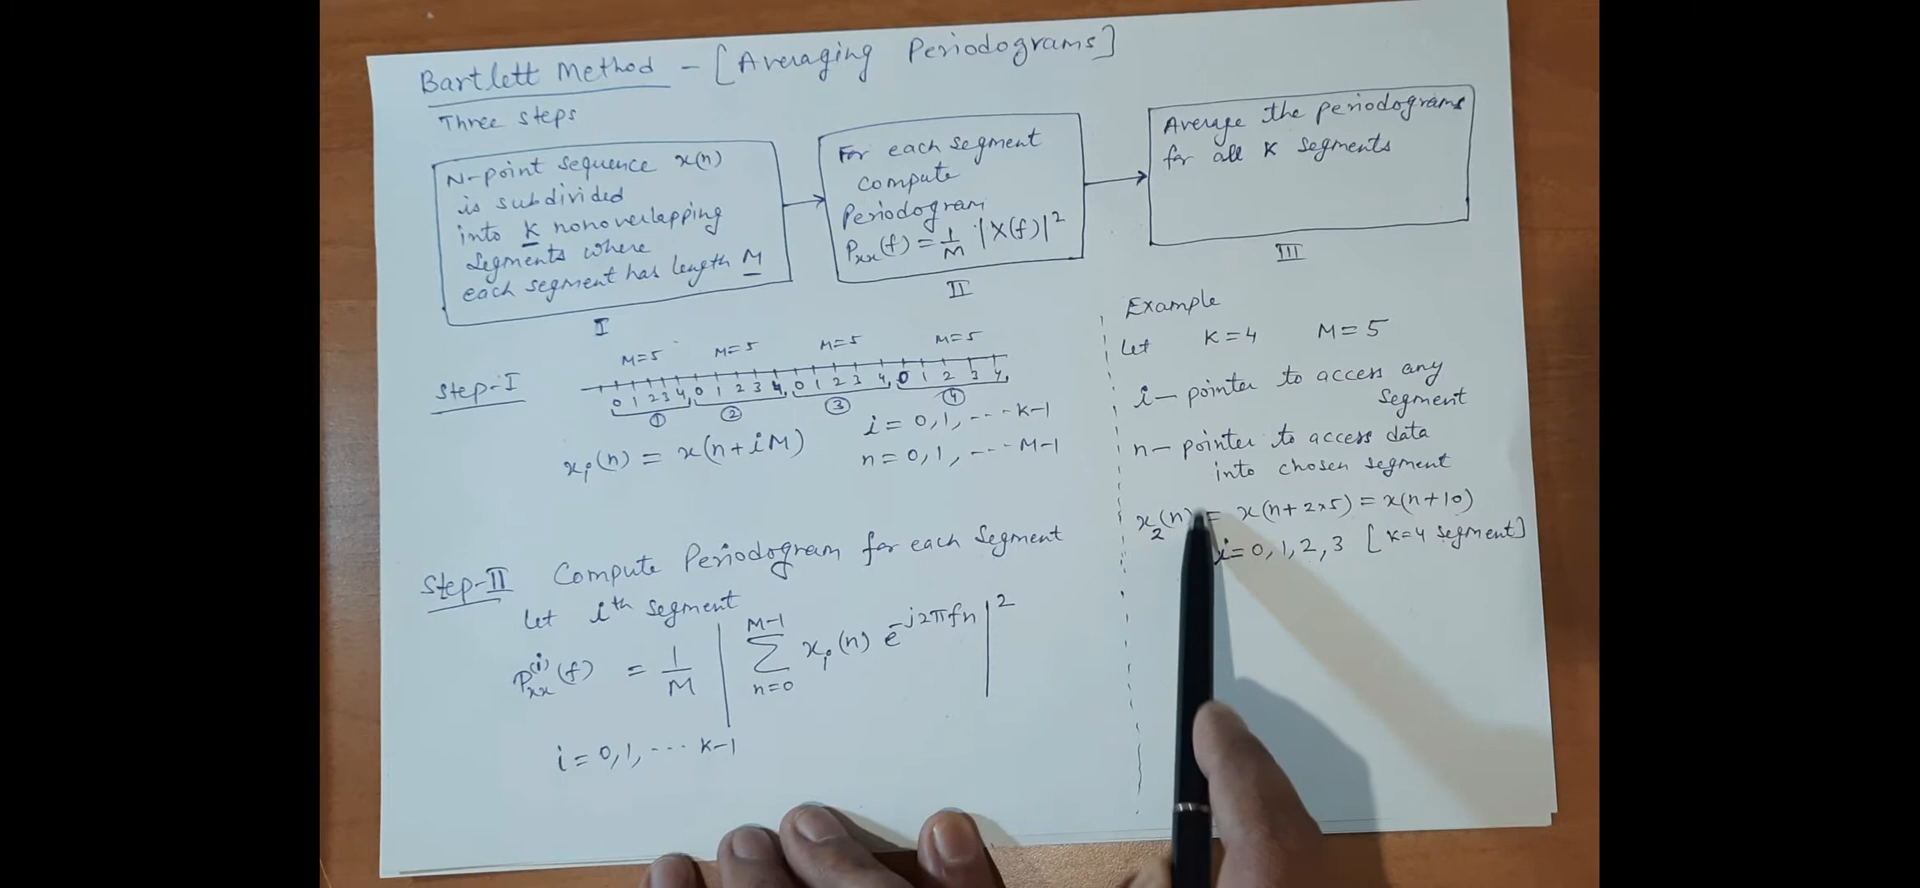 Bartlett Method - [Averaging Periodograms]
Three steps
N-point sequence x(n)
is subdivided
into K nonoverlapping
segments where
each segment has length M
I
For each segment
compute
Periodogram
Pxx(f) = 1/M |X(f)|²
II
Average the periodograms
for all K segments
III
Step-I
M=5 M=5 M=5 M=5
0 1 2 3 4, 0 1 2 3 4, 0 1 2 3 4, 0 1 2 3 4,
① ② ③ ④
xᵢ(n) = x(n+iM)
i = 0,1, ---- K-1
n = 0,1, ---- M-1
Step-II Compute Periodogram for each Segment
Let ith segment
Pxx⁽ⁱ⁾(f) = 1/M | Σ_{n=0}^{M-1} xᵢ(n) e^{-j2πfn} |²
i = 0,1, ---- K-1
Example
Let K=4 M=5
i— pointer to access any
segment
n— pointer to access data
into chosen segment
x₂(n) = x(n+2×5) = x(n+10)
i=0,1,2,3 [K=4 segment]